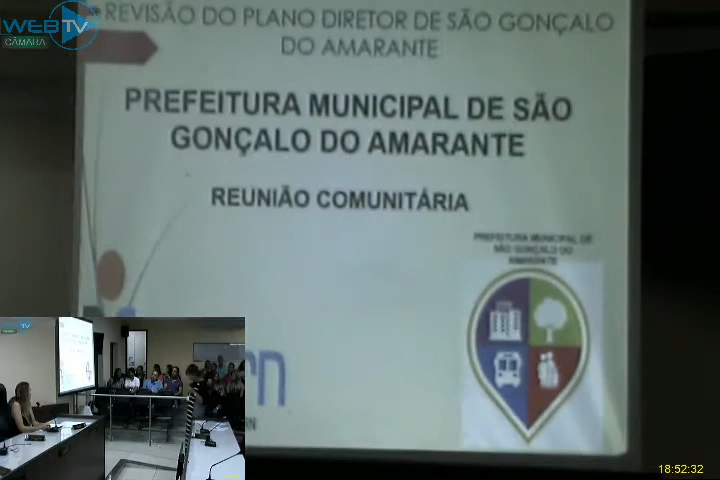 WEBTV
CÂMARA
REVISÃO DO PLANO DIRETOR DE SÃO GONÇALO
DO AMARANTE
PREFEITURA MUNICIPAL DE SÃO
GONÇALO DO AMARANTE
REUNIÃO COMUNITÁRIA
PREFEITURA MUNICIPAL DE
SÃO GONÇALO DO
AMARANTE
rn
18:52:32